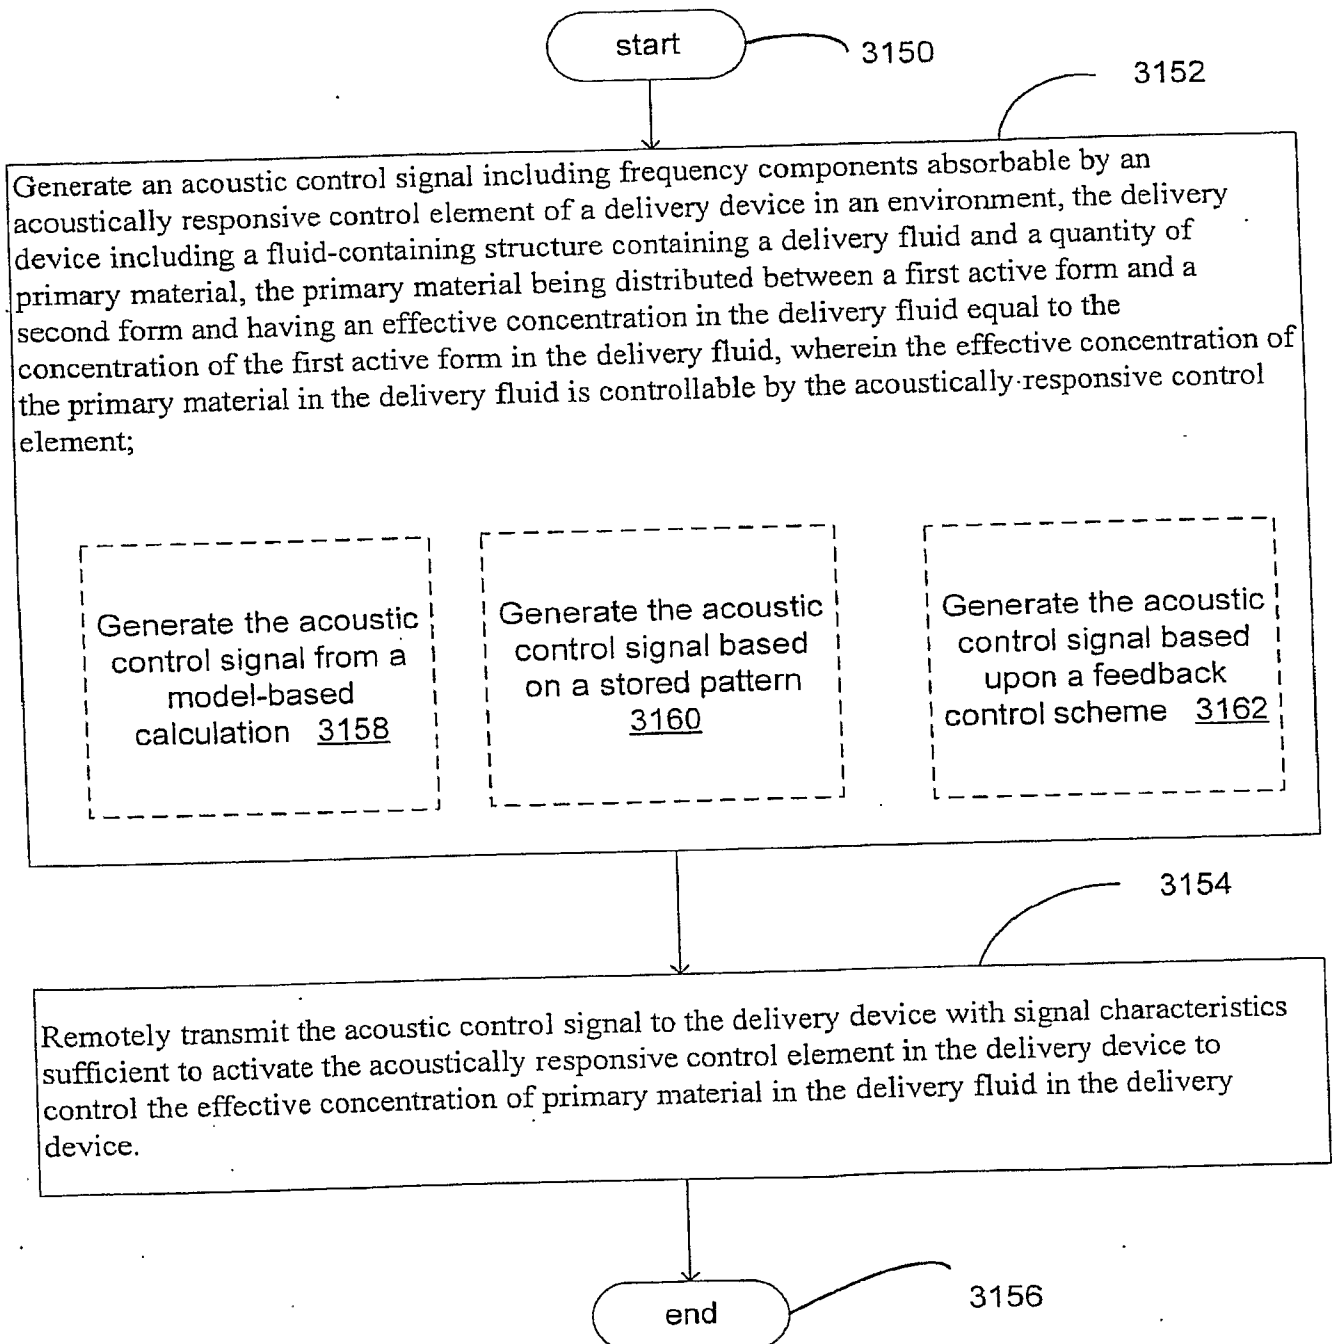 start
3150
3152
Generate an acoustic control signal including frequency components absorbable by an
acoustically responsive control element of a delivery device in an environment, the delivery
device including a fluid-containing structure containing a delivery fluid and a quantity of
primary material, the primary material being distributed between a first active form and a
second form and having an effective concentration in the delivery fluid equal to the
concentration of the first active form in the delivery fluid, wherein the effective concentration of
the primary material in the delivery fluid is controllable by the acoustically responsive control
element;
Generate the acoustic
control signal from a
model-based
calculation 3158
Generate the acoustic
control signal based
on a stored pattern
3160
Generate the acoustic
control signal based
upon a feedback
control scheme 3162
3154
Remotely transmit the acoustic control signal to the delivery device with signal characteristics
sufficient to activate the acoustically responsive control element in the delivery device to
control the effective concentration of primary material in the delivery fluid in the delivery
device.
end
3156